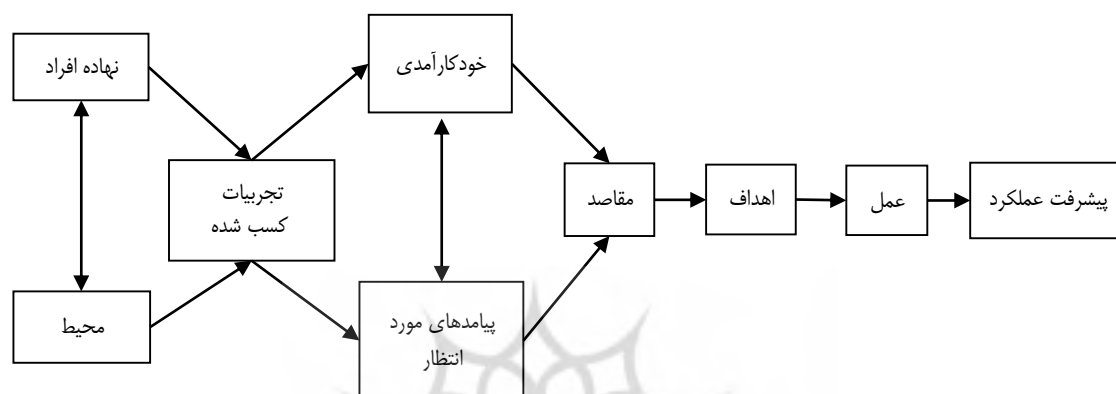 نهاده افراد
خودکارآمدی
تجربیات
کسب شده
مقاصد
اهداف
عمل
پیشرفت عملکرد
محیط
پیامدهای مورد
انتظار